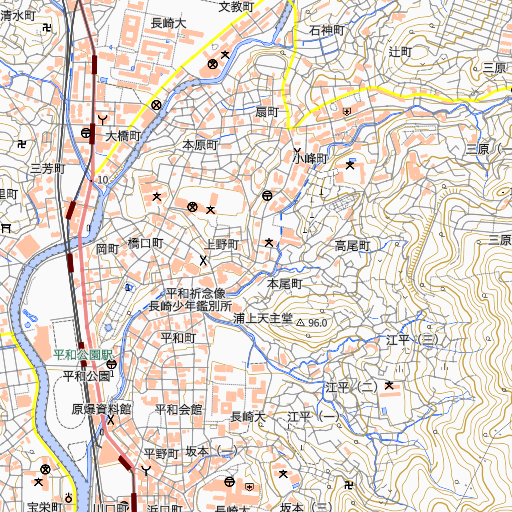 文教町
清水町
長崎大
石神町
辻町
三原
扇町
大橋町
本原町
三原（一
小峰町
三芳町
10
里町
三原
上野町
高尾町
橋口町
岡町
本尾町
平和祈念像
長崎少年鑑別所
浦上天主堂
96.0
平和町
江平（三）
平和公園駅
平和公園
江平（二）
原爆資料館
平和会館
長崎大
江平（一）
平野町
坂本（一）
宝栄町
川口町
浜口町
長崎大
坂本（三）